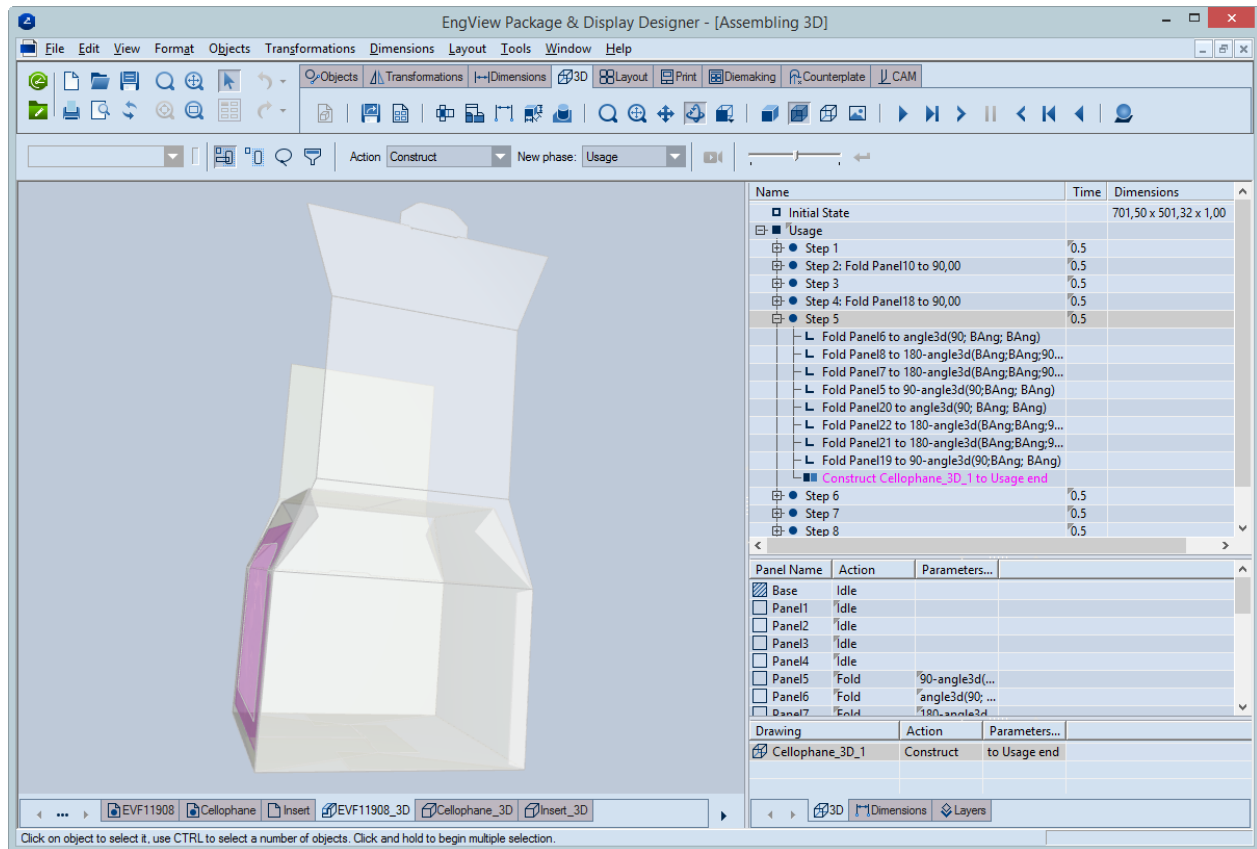 EngView Package & Display Designer - [Assembling 3D]
File Edit View Format Objects Transformations Dimensions Layout Tools Window Help
Objects Transformations Dimensions 3D Layout Print Diemaking Counterplate CAM
Action Construct New phase: Usage
Name Time Dimensions
Initial State 701,50 x 501,32 x 1,00
Usage
Step 1 0.5
Step 2: Fold Panel10 to 90,00 0.5
Step 3 0.5
Step 4: Fold Panel18 to 90,00 0.5
Step 5 0.5
Fold Panel6 to angle3d(90; BAng; BAng)
Fold Panel8 to 180-angle3d(BAng;BAng;90...
Fold Panel7 to 180-angle3d(BAng;BAng;90...
Fold Panel5 to 90-angle3d(90;BAng; BAng)
Fold Panel20 to angle3d(90; BAng; BAng)
Fold Panel22 to 180-angle3d(BAng;BAng;9...
Fold Panel21 to 180-angle3d(BAng;BAng;9...
Fold Panel19 to 90-angle3d(90;BAng; BAng)
Construct Cellophane_3D_1 to Usage end
Step 6 0.5
Step 7 0.5
Step 8 0.5
Panel Name Action Parameters...
Base Idle
Panel1 Idle
Panel2 Idle
Panel3 Idle
Panel4 Idle
Panel5 Fold 90-angle3d(...
Panel6 Fold angle3d(90; ...
Panel7 Fold 180-angle3d
Drawing Action Parameters...
Cellophane_3D_1 Construct to Usage end
EVF11908 Cellophane Insert EVF11908_3D Cellophane_3D Insert_3D
3D Dimensions Layers
Click on object to select it, use CTRL to select a number of objects. Click and hold to begin multiple selection.